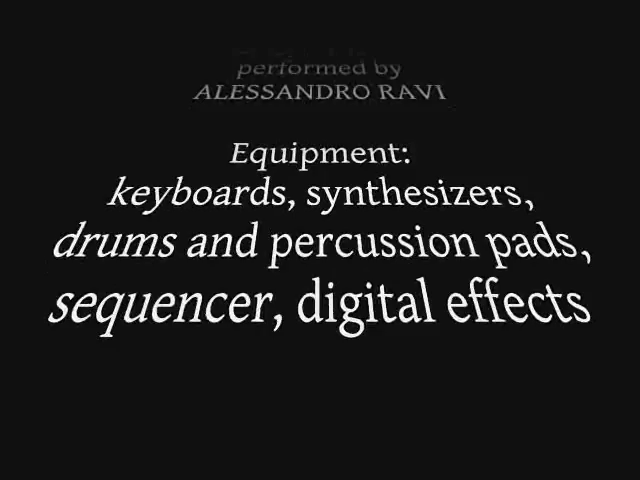 performed by
ALESSANDRO RAVI
Equipment:
keyboards, synthesizers,
drums and percussion pads,
sequencer, digital effects